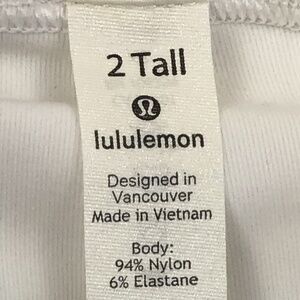 2 Tall
lululemon
Designed in
Vancouver
Made in Vietnam
Body:
94% Nylon
6% Elastane